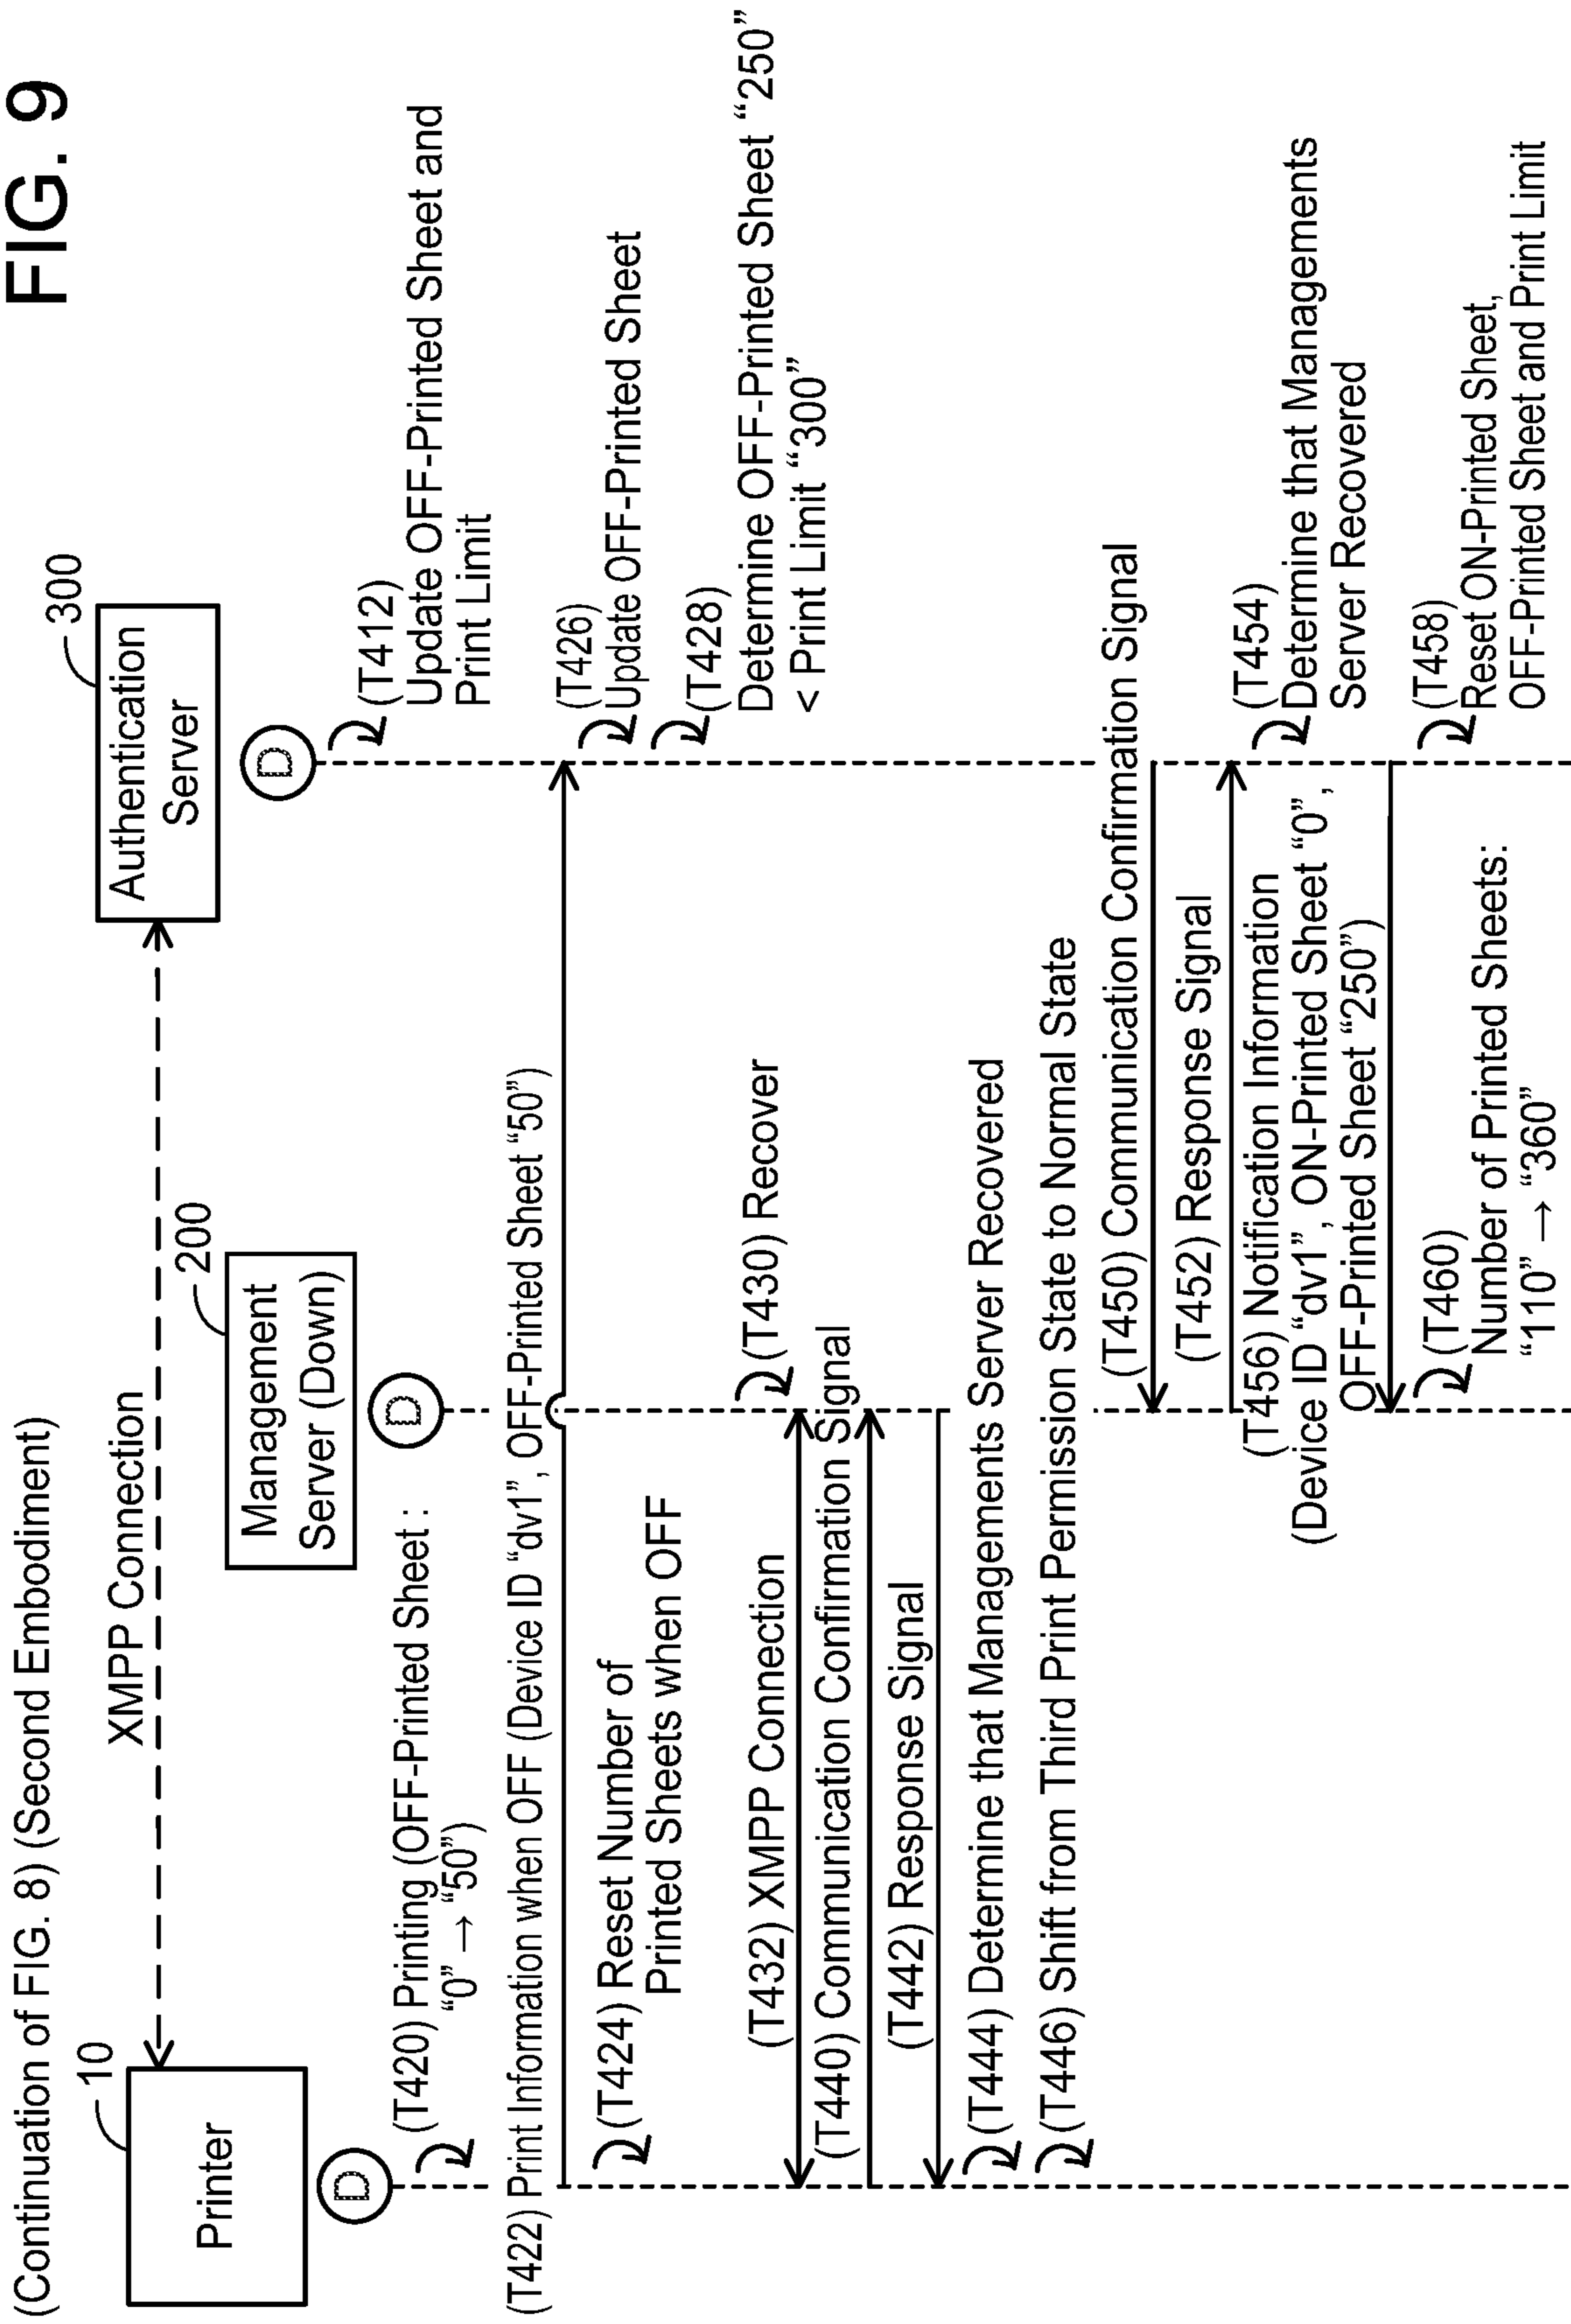 FIG. 9
(Continuation of FIG. 8) (Second Embodiment)
XMPP Connection
10
Printer
200
Management
Server (Down)
300
Authentication
Server
D
D
D
(T412)
Update OFF-Printed Sheet and
Print Limit
(T420) Printing (OFF-Printed Sheet :
“0” → “50”)
(T422) Print Information when OFF (Device ID “dv1”, OFF-Printed Sheet “50”)
(T424) Reset Number of
Printed Sheets when OFF
(T426)
Update OFF-Printed Sheet
(T428)
Determine OFF-Printed Sheet “250”
< Print Limit “300”
(T430) Recover
(T432) XMPP Connection
(T440) Communication Confirmation Signal
(T442) Response Signal
(T444) Determine that Managements Server Recovered
(T446) Shift from Third Print Permission State to Normal State
(T450) Communication Confirmation Signal
(T452) Response Signal
(T454)
Determine that Managements
Server Recovered
(T456) Notification Information
(Device ID “dv1”, ON-Printed Sheet “0”,
OFF-Printed Sheet “250”)
(T458)
Reset ON-Printed Sheet,
OFF-Printed Sheet and Print Limit
(T460)
Number of Printed Sheets:
“110” → “360”